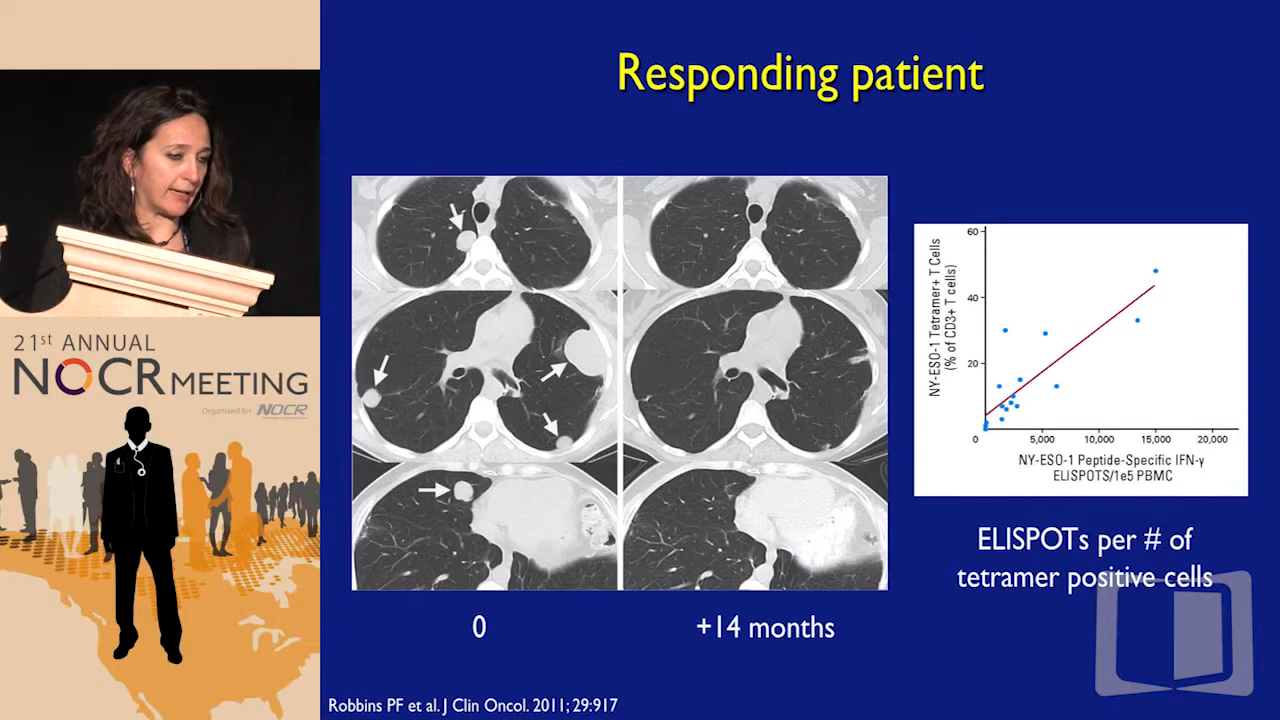 Responding patient
21st ANNUAL
NOCR MEETING
Organized for NOCR
NY-ESO-1 Tetramer+ T Cells
(% of CD3+ T cells)
60
40
20
0
5,000
10,000
15,000
20,000
NY-ESO-1 Peptide-Specific IFN-γ
ELISPOTS/1e5 PBMC
ELISPOTs per # of
tetramer positive cells
0
+14 months
Robbins PF et al. J Clin Oncol. 2011; 29:917